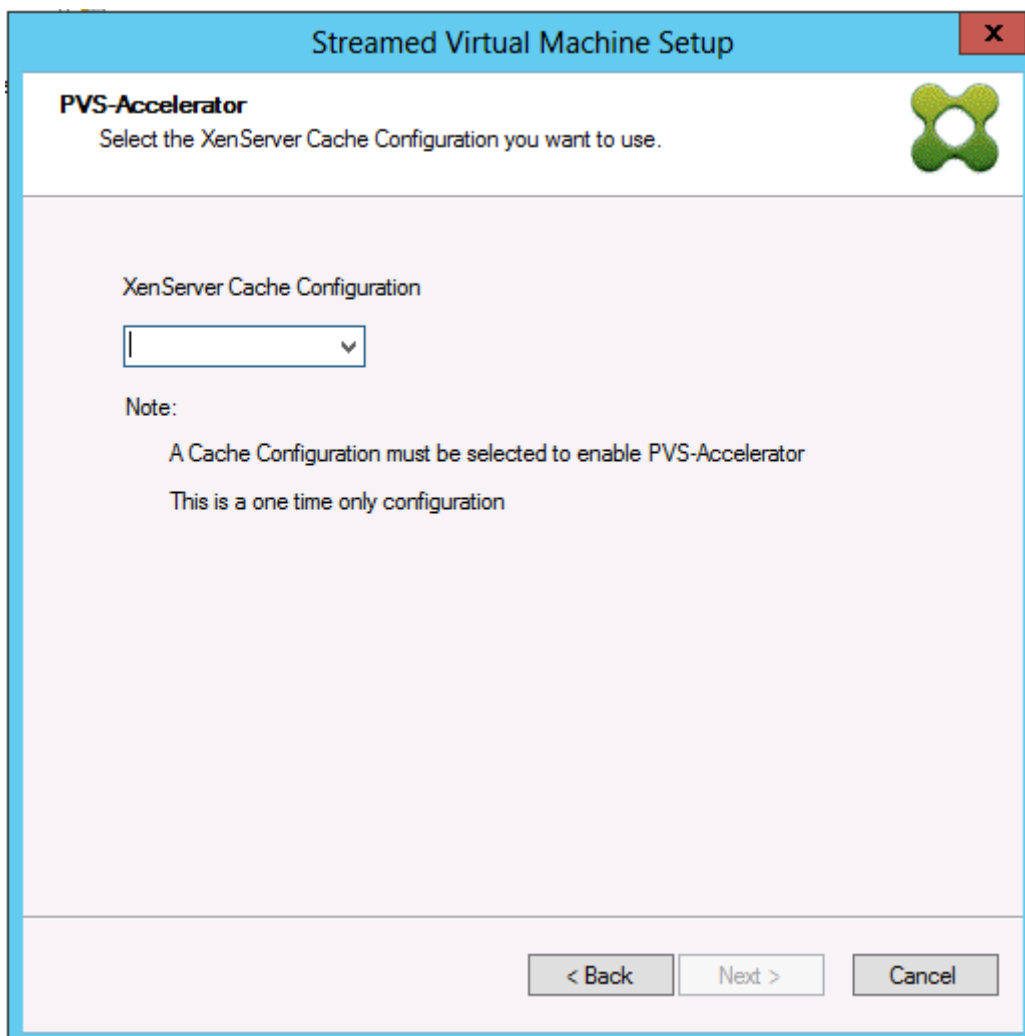 Streamed Virtual Machine Setup
x
PVS-Accelerator
Select the XenServer Cache Configuration you want to use.
XenServer Cache Configuration
Note:
A Cache Configuration must be selected to enable PVS-Accelerator
This is a one time only configuration
< Back Next > Cancel